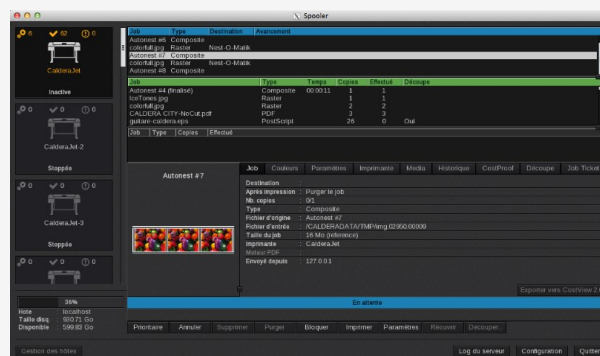 Spooler
6 62 0
CalderaJet
Inactive
0 0 0
CalderaJet-2
Stoppée
0 0 0
CalderaJet-3
Stoppée
0 0 0
36%
Hôte localhost
Taille disq 930.71 Go
Disponible 599.83 Go
Gestion des hôtes
Job Type Destination Avancement
Autonest #6 Composite
colorfull.jpg Raster Nest-O-Matik
Autonest #7 Composite
colorfull.jpg Raster Nest-O-Matik
Autonest #8 Composite
Job Type Temps Copies Effectué Découpe
Autonest #4 (finalisé) Composite 00:00:11 1 1
IceTones.jpg Raster 1 1
colorfull.jpg Raster 2 2
CALDERA CITY-NoCut.pdf PDF 3 3
guitare-caldera.eps PostScript 26 0 Oui
Job Type Copies Effectué
Autonest #7
Job Couleurs Paramètres Imprimante Media Historique CostProof Découpe Job Ticket
Destination :
Après impression : Purger le job
Nb. copies : 0/1
Type : Composite
Fichier d'origine : Autonest #7
Fichier d'entrée : /CALDERADATA/TMP/img.02950.00009
Taille du job : 16 Mo (reference)
Imprimante : CalderaJet
Moteur PDF
Envoyé depuis : 127.0.0.1
Exporter vers CostView 2
En attente
Prioritaire Annuler Supprimer Purger Bloquer Imprimer Paramètres Réouvrir Découper...
Log du serveur Configuration Quitter